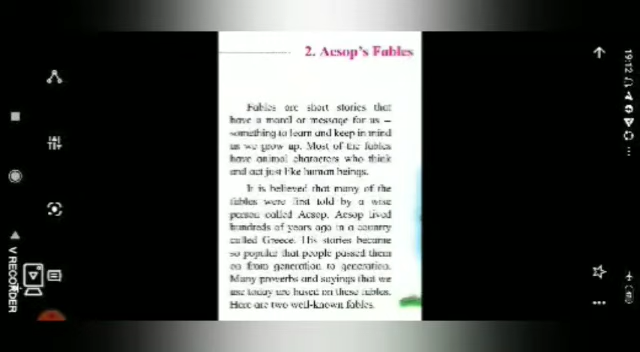 2. Aesop's Fables
Fables are short stories that
have a moral or message for us –
something to learn and keep in mind
as we grow up. Most of the fables
have animal characters who think
and act just like human beings.
It is believed that many of the
fables were first told by a wise
person called Aesop. Aesop lived
hundreds of years ago in a country
called Greece. His stories became
so popular that people passed them
on from generation to generation.
Many proverbs and sayings that we
use today are based on these fables.
Here are two well-known fables.
19:12
V RECORDER